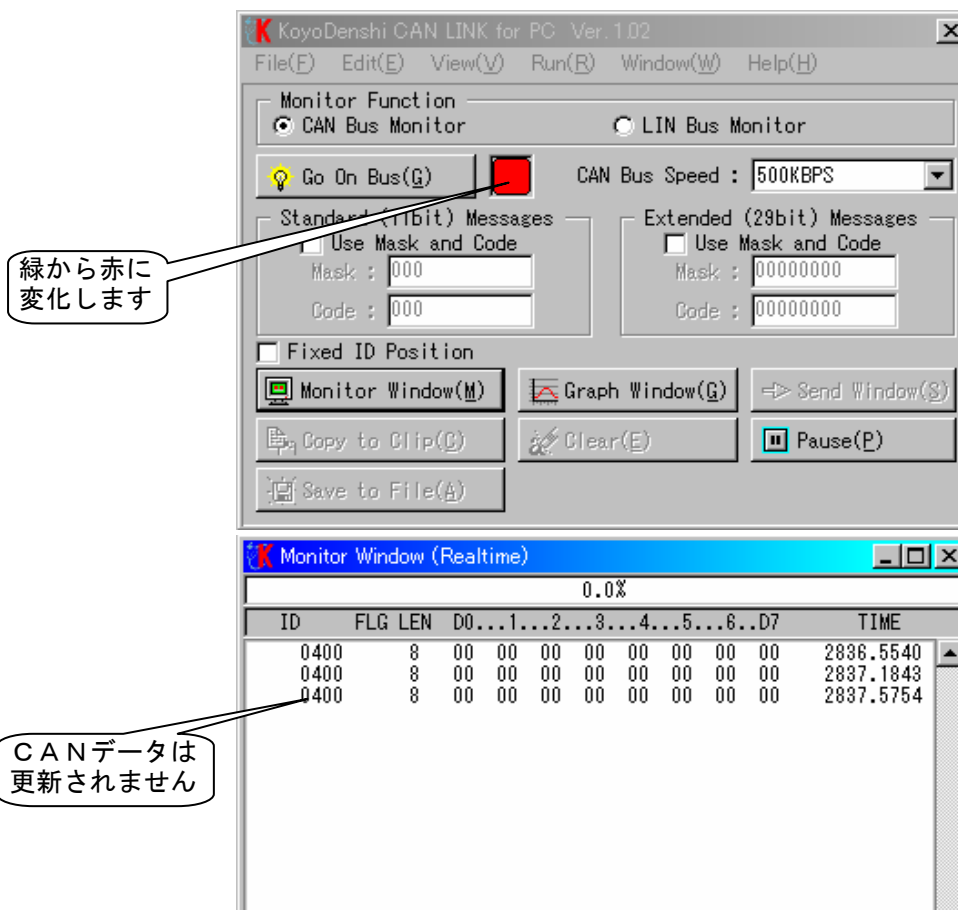 KoyoDenshi CAN LINK for PC Ver.1.02
File(F) Edit(E) View(V) Run(R) Window(W) Help(H)
Monitor Function
CAN Bus Monitor LIN Bus Monitor
Go On Bus(G) CAN Bus Speed : 500KBPS
Standard (11bit) Messages Extended (29bit) Messages
Use Mask and Code Use Mask and Code
緑から赤に
変化します
Mask : 000 Mask : 00000000
Code : 000 Code : 00000000
Fixed ID Position
Monitor Window(M) Graph Window(G) Send Window(S)
Copy to Clip(C) Clear(E) Pause(P)
Save to File(A)
Monitor Window (Realtime)
0.0%
ID FLG LEN D0...1...2...3...4...5...6..D7 TIME
0400 8 00 00 00 00 00 00 00 00 2836.5540
0400 8 00 00 00 00 00 00 00 00 2837.1843
0400 8 00 00 00 00 00 00 00 00 2837.5754
CANデータは
更新されません